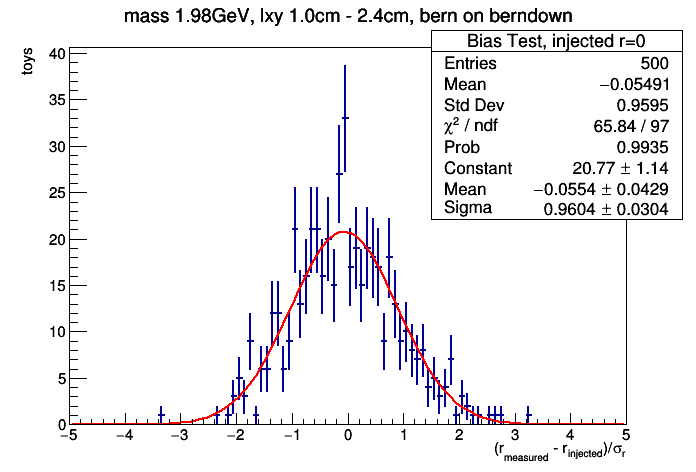 mass 1.98GeV, lxy 1.0cm - 2.4cm, bern on berndown
Bias Test, injected r=0
Entries 500
Mean −0.05491
Std Dev 0.9595
χ² / ndf 65.84 / 97
Prob 0.9935
Constant 20.77 ± 1.14
Mean −0.0554 ± 0.0429
Sigma 0.9604 ± 0.0304
toys
40
35
30
25
20
15
10
5
0
−5 −4 −3 −2 −1 0 1 2 3 4 5
(r_measured - r_injected)/σ_r